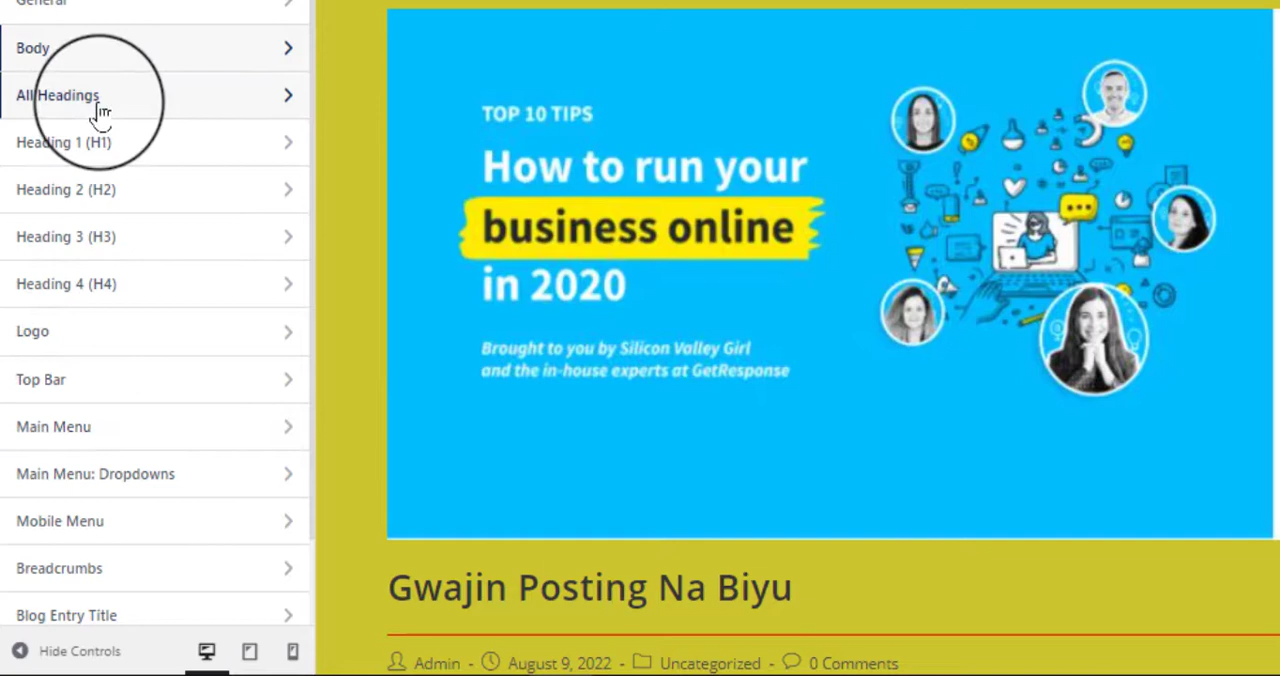 General
Body
All Headings
Heading 1 (H1)
Heading 2 (H2)
Heading 3 (H3)
Heading 4 (H4)
Logo
Top Bar
Main Menu
Main Menu: Dropdowns
Mobile Menu
Breadcrumbs
Blog Entry Title
Hide Controls
TOP 10 TIPS
How to run your
business online
in 2020
Brought to you by Silicon Valley Girl
and the in-house experts at GetResponse
Gwajin Posting Na Biyu
Admin - August 9, 2022 - Uncategorized - 0 Comments